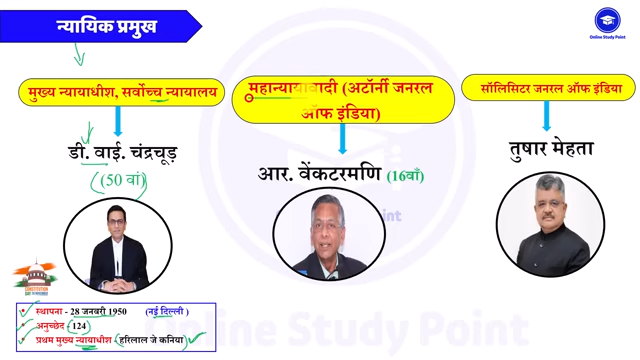 न्यायिक प्रमुख
Online Study Point
मुख्य न्यायाधीश, सर्वोच्च न्यायालय
महान्यायावादी (अटॉर्नी जनरल
ऑफ इंडिया)
सॉलिसिटर जनरल ऑफ इंडिया
डी. वाई. चंद्रचूड़
(50 वां)
आर. वेंकटरमणि (16वाँ)
तुषार मेहता
CONSTITUTION
स्थापना - 28 जनवरी 1950 (नई दिल्ली)
अनुच्छेद - 124
प्रथम मुख्य न्यायाधीश - (हरिलाल जे कनिया)
Online Study Point